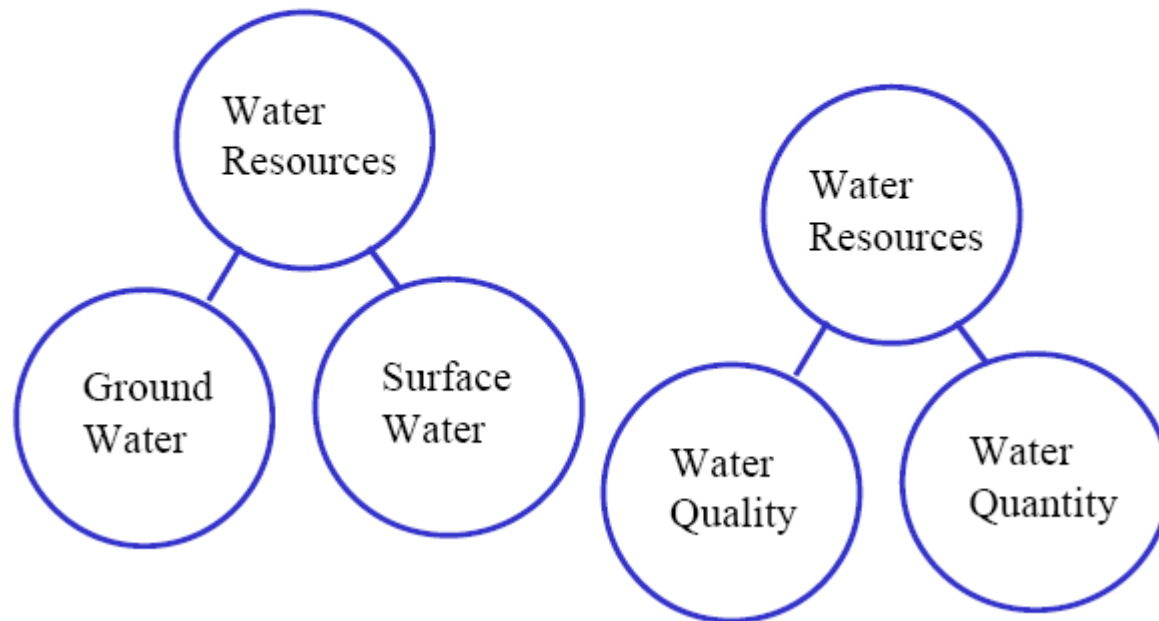 Water
Resources
Ground
Water
Surface
Water
Water
Resources
Water
Quality
Water
Quantity